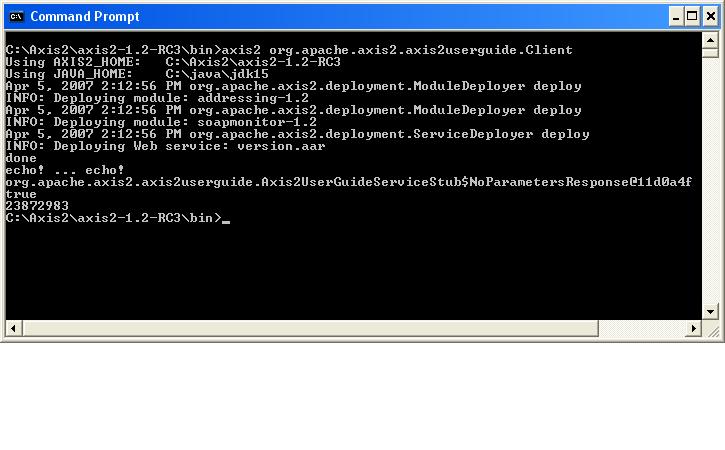 Command Prompt
C:\Axis2\axis2-1.2-RC3\bin>axis2 org.apache.axis2.axis2userguide.Client
Using AXIS2_HOME:   C:\Axis2\axis2-1.2-RC3
Using JAVA_HOME:    C:\java\jdk15
Apr 5, 2007 2:12:56 PM org.apache.axis2.deployment.ModuleDeployer deploy
INFO: Deploying module: addressing-1.2
Apr 5, 2007 2:12:56 PM org.apache.axis2.deployment.ModuleDeployer deploy
INFO: Deploying module: soapmonitor-1.2
Apr 5, 2007 2:12:56 PM org.apache.axis2.deployment.ServiceDeployer deploy
INFO: Deploying Web service: version.aar
done
echo! ... echo!
org.apache.axis2.axis2userguide.Axis2UserGuideServiceStub$NoParametersResponse@11d0a4f
true
23872983
C:\Axis2\axis2-1.2-RC3\bin>_